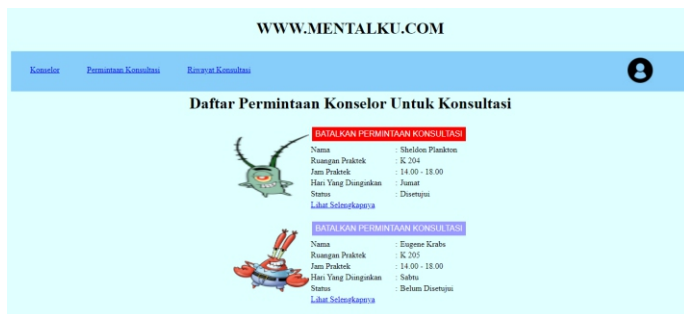 WWW.MENTALKU.COM
Konselor Permintaan Konsultasi Riwayat Konsultasi
Daftar Permintaan Konselor Untuk Konsultasi
BATALKAN PERMINTAAN KONSULTASI
Nama : Sheldon Plankton
Ruangan Praktek : K 204
Jam Praktek : 14.00 - 18.00
Hari Yang Diinginkan : Jumat
Status : Disetujui
Lihat Selengkapnya
BATALKAN PERMINTAAN KONSULTASI
Nama : Eugene Krabs
Ruangan Praktek : K 205
Jam Praktek : 14.00 - 18.00
Hari Yang Diinginkan : Sabtu
Status : Belum Disetujui
Lihat Selengkapnya